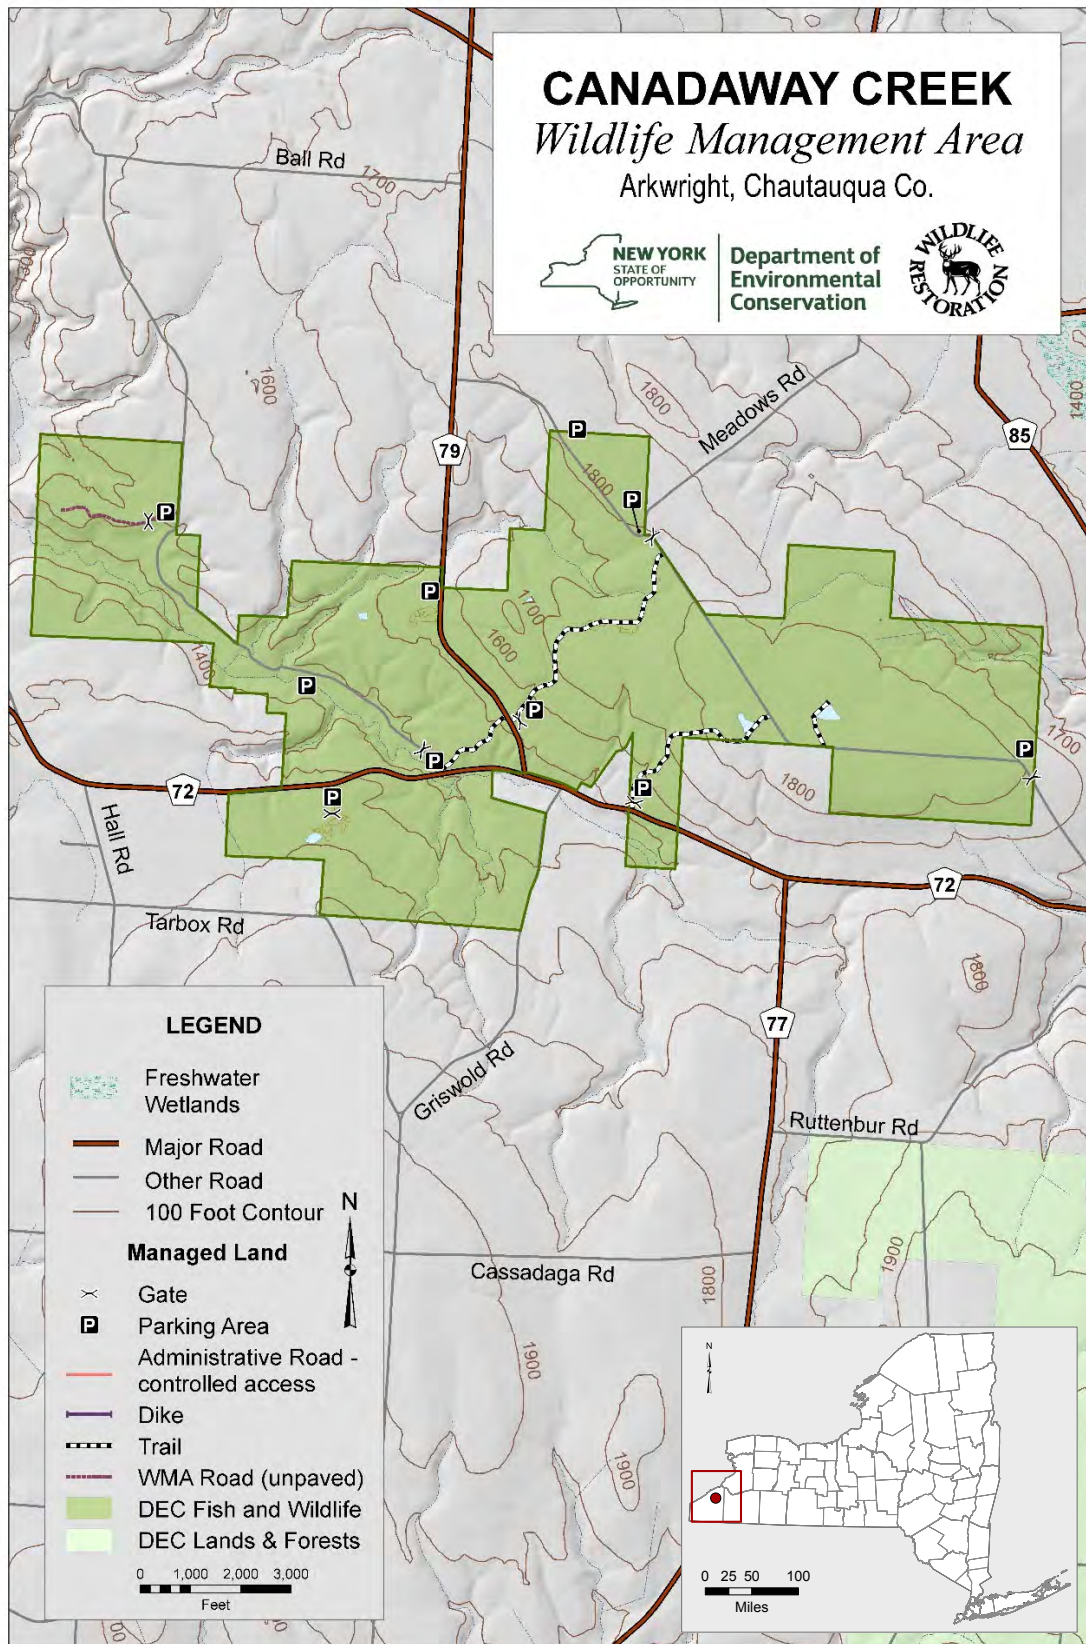 CANADAWAY CREEK
Wildlife Management Area
Arkwright, Chautauqua Co.
NEW YORK
STATE OF
OPPORTUNITY
Department of
Environmental
Conservation
WILDLIFE
RESTORATION
Ball Rd
1700
1300
1600
1800
Meadows Rd
1400
85
79
P
1800
P
P
P
1700
1600
1400
P
P
P
1700
P
P
1800
72
P
Hall Rd
72
Tarbox Rd
1800
77
Griswold Rd
Ruttenbur Rd
1900
Cassadaga Rd
1800
1900
1900
LEGEND
Freshwater
Wetlands
Major Road
Other Road
100 Foot Contour
N
Managed Land
Gate
P
Parking Area
Administrative Road -
controlled access
Dike
Trail
WMA Road (unpaved)
DEC Fish and Wildlife
DEC Lands & Forests
0 1,000 2,000 3,000
Feet
N
0 25 50 100
Miles